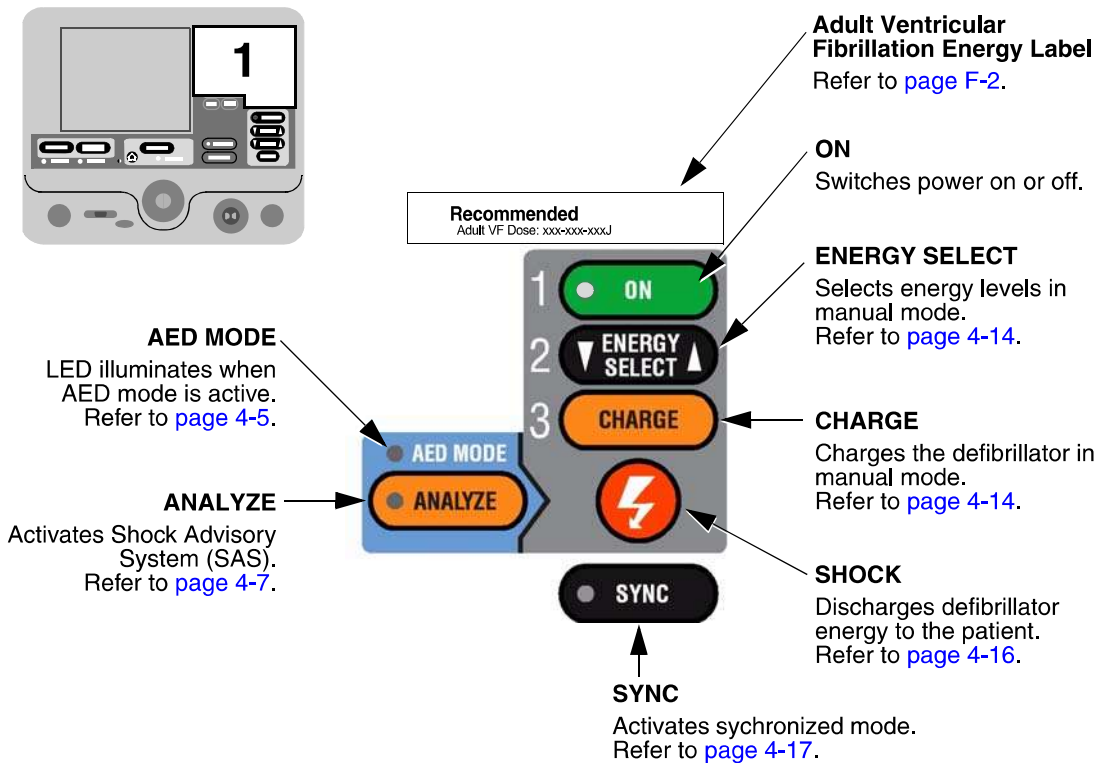 1
Adult Ventricular
Fibrillation Energy Label
Refer to page F-2.
ON
Switches power on or off.
ENERGY SELECT
Selects energy levels in
manual mode.
Refer to page 4-14.
CHARGE
Charges the defibrillator in
manual mode.
Refer to page 4-14.
SHOCK
Discharges defibrillator
energy to the patient.
Refer to page 4-16.
SYNC
Activates sychronized mode.
Refer to page 4-17.
AED MODE
LED illuminates when
AED mode is active.
Refer to page 4-5.
ANALYZE
Activates Shock Advisory
System (SAS).
Refer to page 4-7.
Recommended
Adult VF Dose: xxx-xxx-xxxJ
1 ON
2 ENERGY
SELECT
3 CHARGE
AED MODE
ANALYZE
SYNC